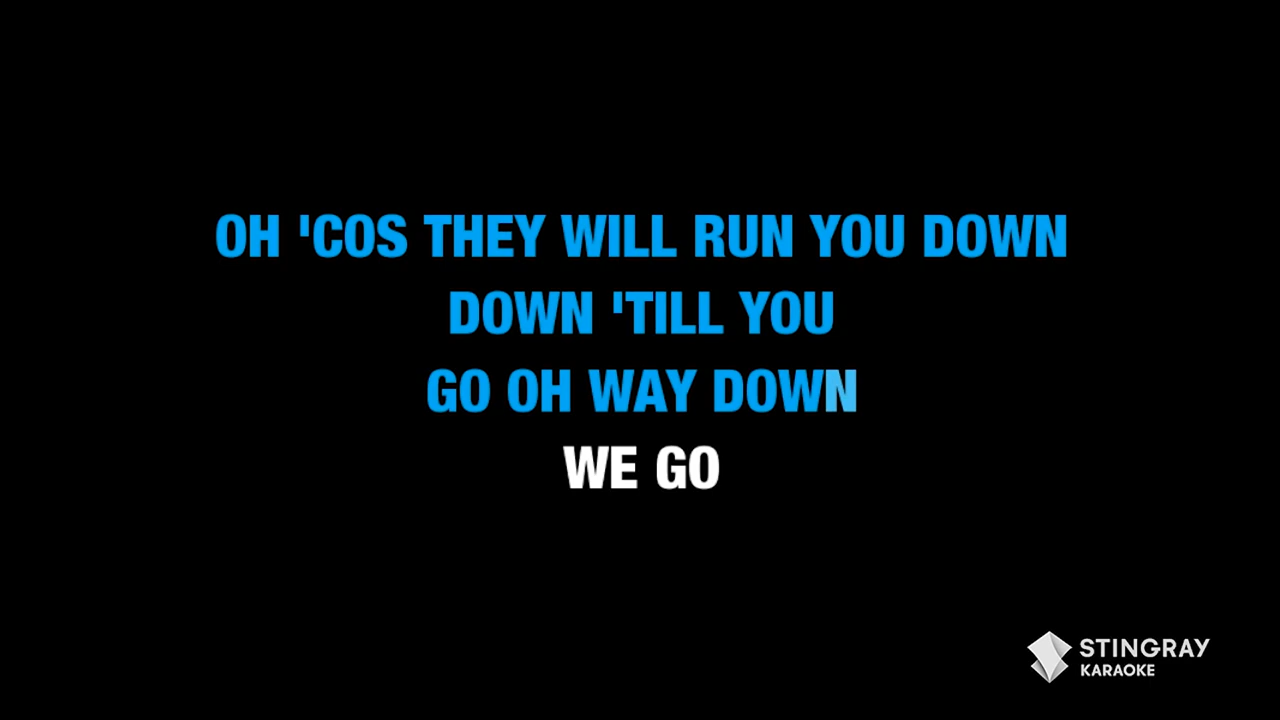 OH 'COS THEY WILL RUN YOU DOWN
DOWN 'TILL YOU
GO OH WAY DOWN
WE GO
STINGRAY
KARAOKE